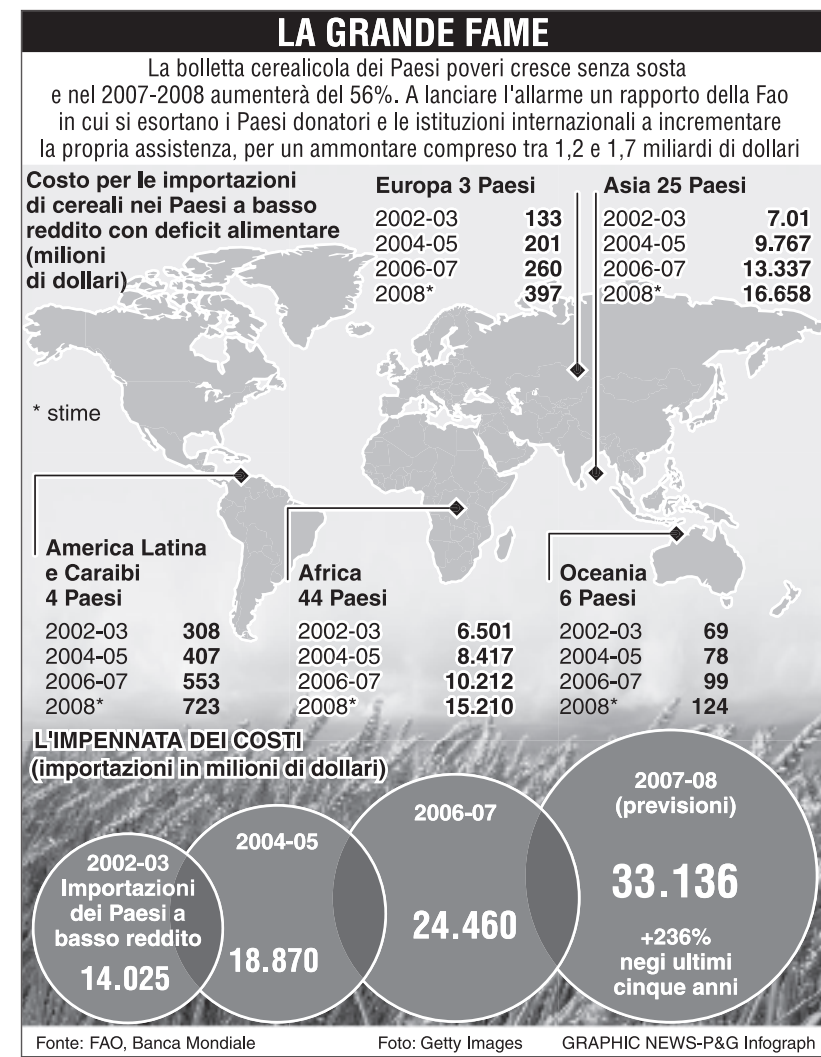 LA GRANDE FAME
La bolletta cerealicola dei Paesi poveri cresce senza sosta
e nel 2007-2008 aumenterà del 56%. A lanciare l'allarme un rapporto della Fao
in cui si esortano i Paesi donatori e le istituzioni internazionali a incrementare
la propria assistenza, per un ammontare compreso tra 1,2 e 1,7 miliardi di dollari
Costo per le importazioni
di cereali nei Paesi a basso
reddito con deficit alimentare
(milioni
di dollari)
Europa 3 Paesi
2002-03 133
2004-05 201
2006-07 260
2008* 397
Asia 25 Paesi
2002-03 7.01
2004-05 9.767
2006-07 13.337
2008* 16.658
* stime
America Latina
e Caraibi
4 Paesi
2002-03 308
2004-05 407
2006-07 553
2008* 723
Africa
44 Paesi
2002-03 6.501
2004-05 8.417
2006-07 10.212
2008* 15.210
Oceania
6 Paesi
2002-03 69
2004-05 78
2006-07 99
2008* 124
L'IMPENNATA DEI COSTI
(importazioni in milioni di dollari)
2002-03
Importazioni
dei Paesi a
basso reddito
14.025
2004-05
18.870
2006-07
24.460
2007-08
(previsioni)
33.136
+236%
negi ultimi
cinque anni
Fonte: FAO, Banca Mondiale Foto: Getty Images GRAPHIC NEWS-P&G Infograph